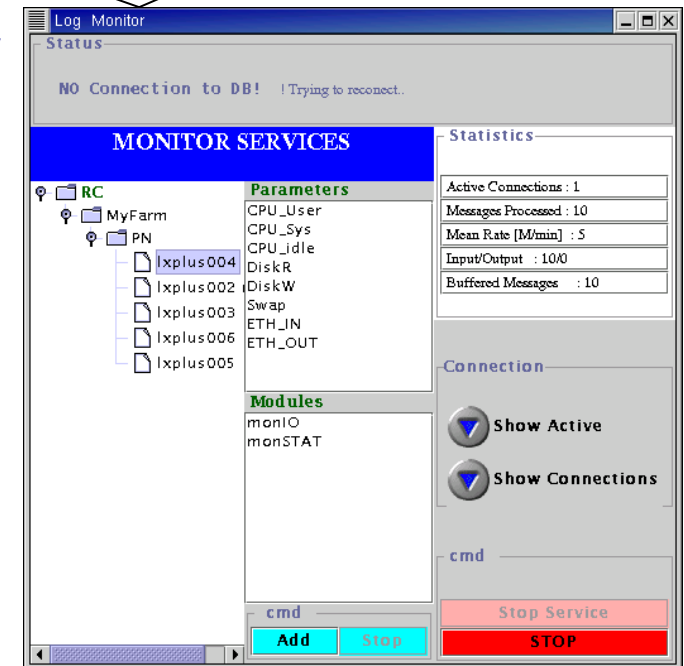 Log Monitor
Status
NO Connection to DB! ! Trying to reconect..
MONITOR SERVICES
RC
MyFarm
PN
lxplus004
lxplus002
lxplus003
lxplus006
lxplus005
Parameters
CPU_User
CPU_Sys
CPU_idle
DiskR
DiskW
Swap
ETH_IN
ETH_OUT
Modules
monIO
monSTAT
cmd
Add Stop
Statistics
Active Connections : 1
Messages Processed : 10
Mean Rate [M/min] : 5
Input/Output : 10/0
Buffered Messages : 10
Connection
Show Active
Show Connections
cmd
Stop Service
STOP